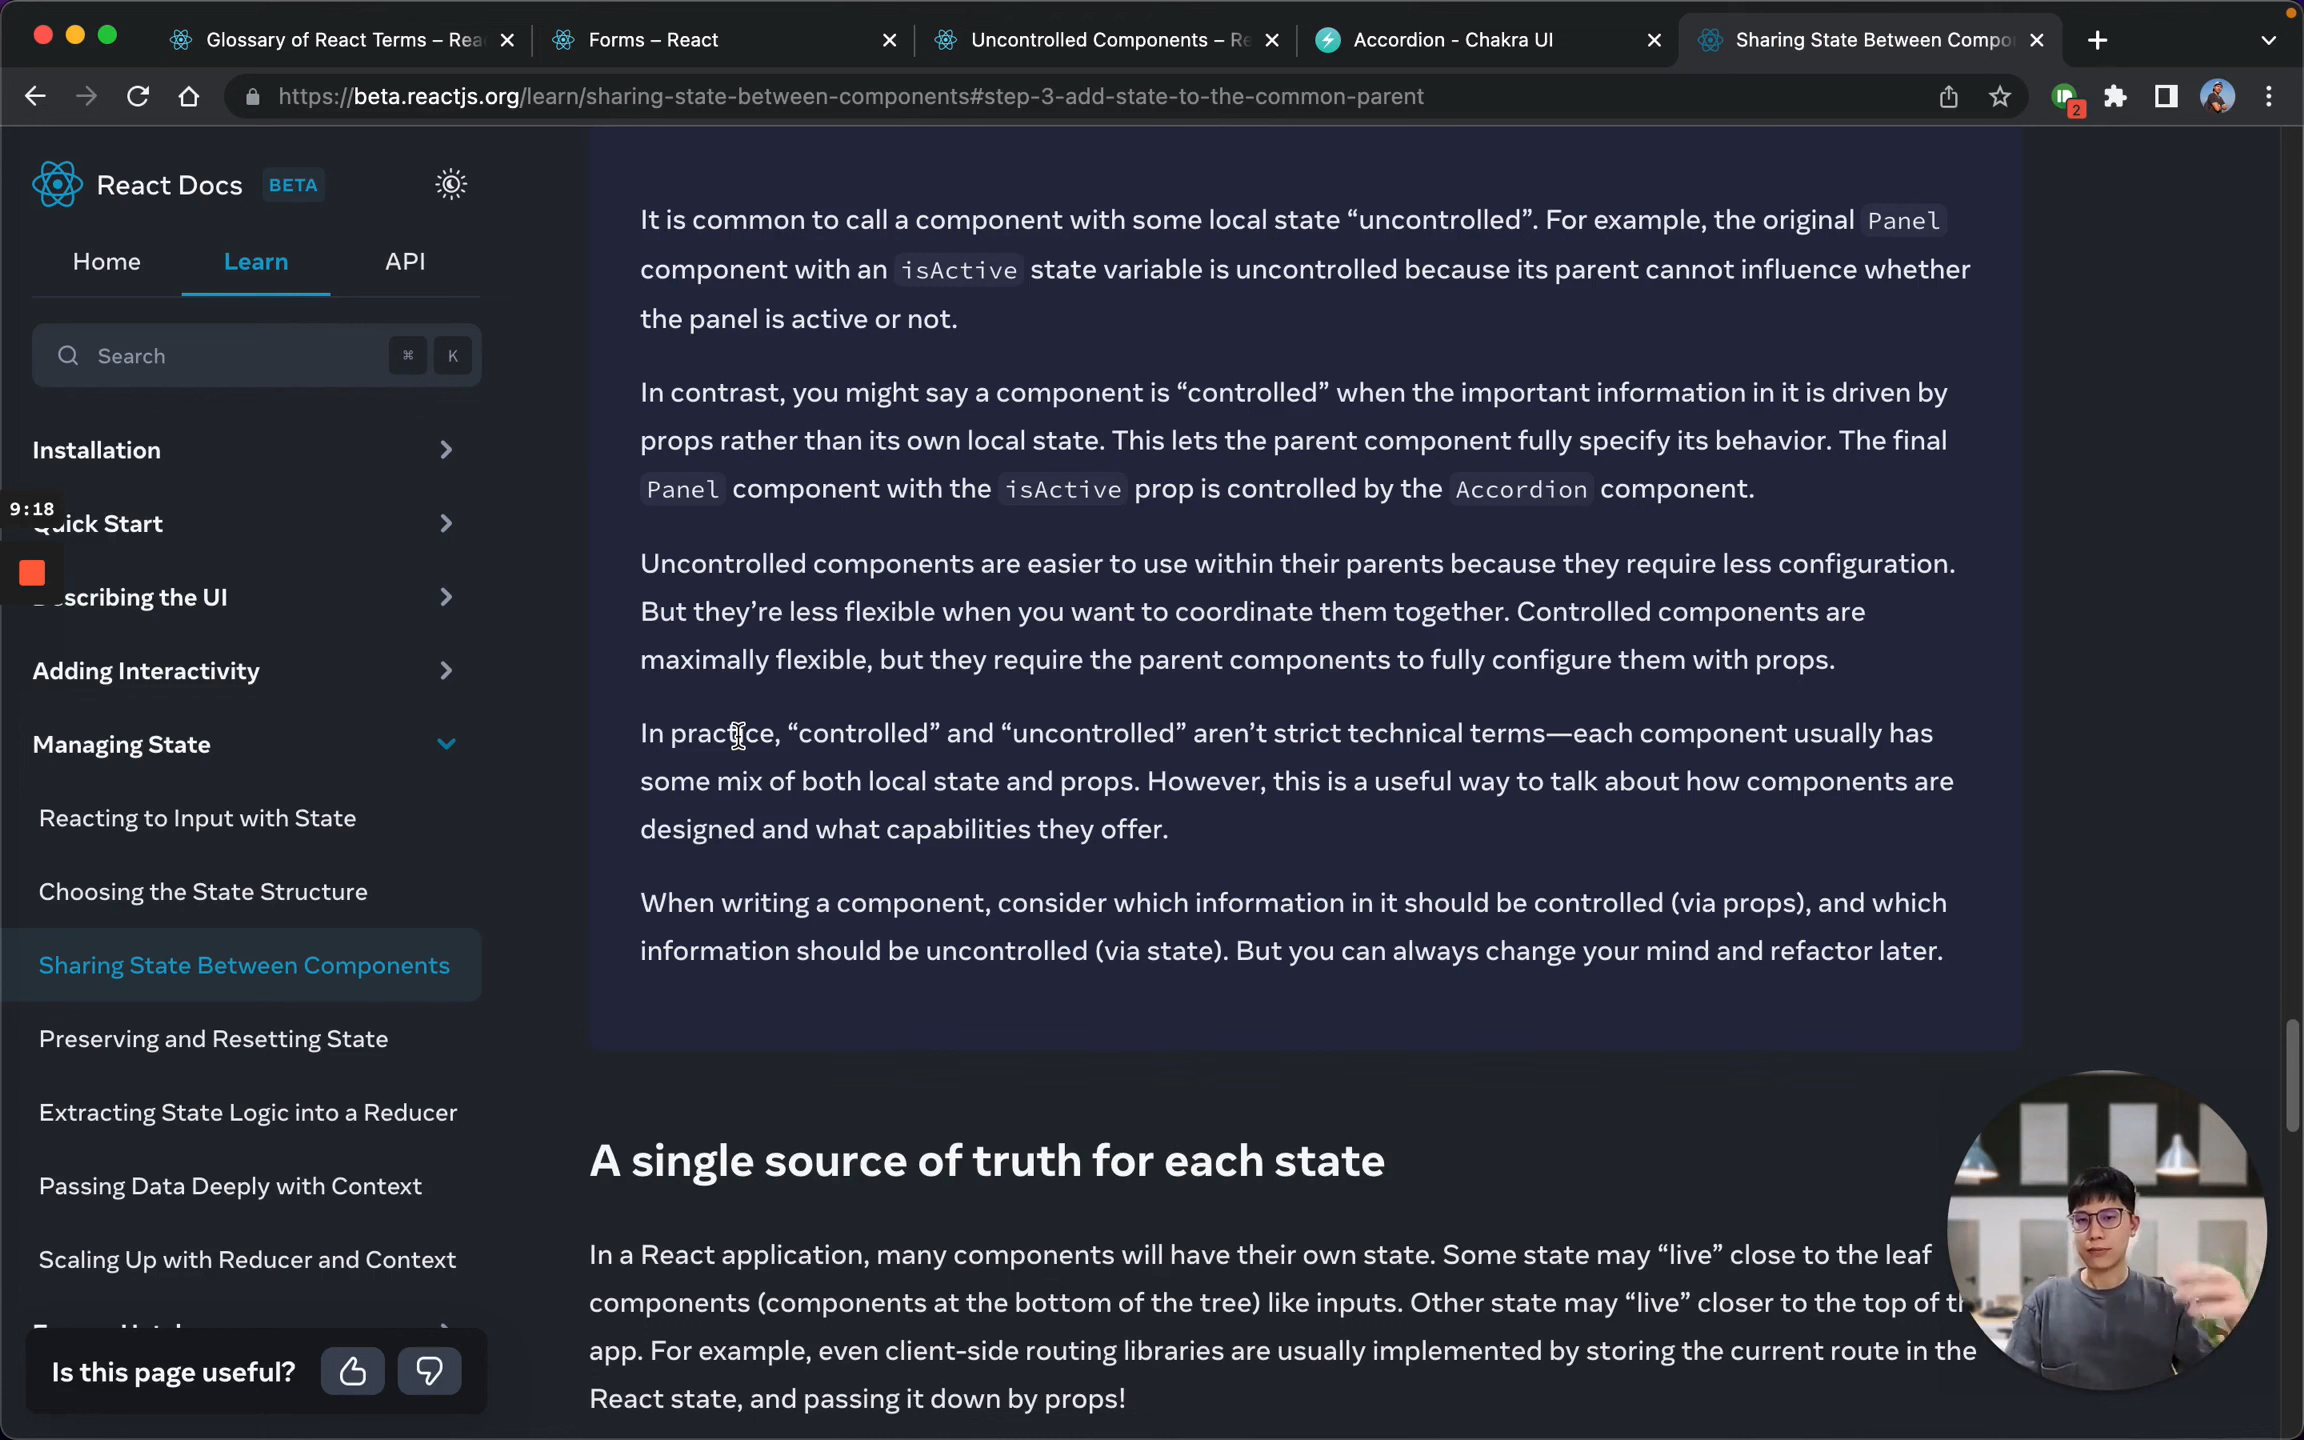 Glossary of React Terms – Rea
Forms – React
Uncontrolled Components – Re
Accordion - Chakra UI
Sharing State Between Compo
https://beta.reactjs.org/learn/sharing-state-between-components#step-3-add-state-to-the-common-parent
2
React Docs BETA
Home Learn API
Search ⌘ K
Installation
9:18
Quick Start
Describing the UI
Adding Interactivity
Managing State
Reacting to Input with State
Choosing the State Structure
Sharing State Between Components
Preserving and Resetting State
Extracting State Logic into a Reducer
Passing Data Deeply with Context
Scaling Up with Reducer and Context
Is this page useful?
It is common to call a component with some local state “uncontrolled”. For example, the original Panel
component with an isActive state variable is uncontrolled because its parent cannot influence whether
the panel is active or not.
In contrast, you might say a component is “controlled” when the important information in it is driven by
props rather than its own local state. This lets the parent component fully specify its behavior. The final
Panel component with the isActive prop is controlled by the Accordion component.
Uncontrolled components are easier to use within their parents because they require less configuration.
But they’re less flexible when you want to coordinate them together. Controlled components are
maximally flexible, but they require the parent components to fully configure them with props.
In practice, “controlled” and “uncontrolled” aren’t strict technical terms—each component usually has
some mix of both local state and props. However, this is a useful way to talk about how components are
designed and what capabilities they offer.
When writing a component, consider which information in it should be controlled (via props), and which
information should be uncontrolled (via state). But you can always change your mind and refactor later.
A single source of truth for each state
In a React application, many components will have their own state. Some state may “live” close to the leaf
components (components at the bottom of the tree) like inputs. Other state may “live” closer to the top of
app. For example, even client-side routing libraries are usually implemented by storing the current route in the
React state, and passing it down by props!